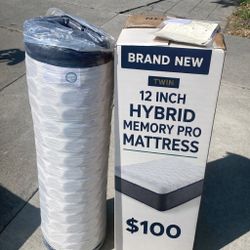 BRAND NEW
TWIN
12 INCH
HYBRID
MEMORY PRO
MATTRESS
$100